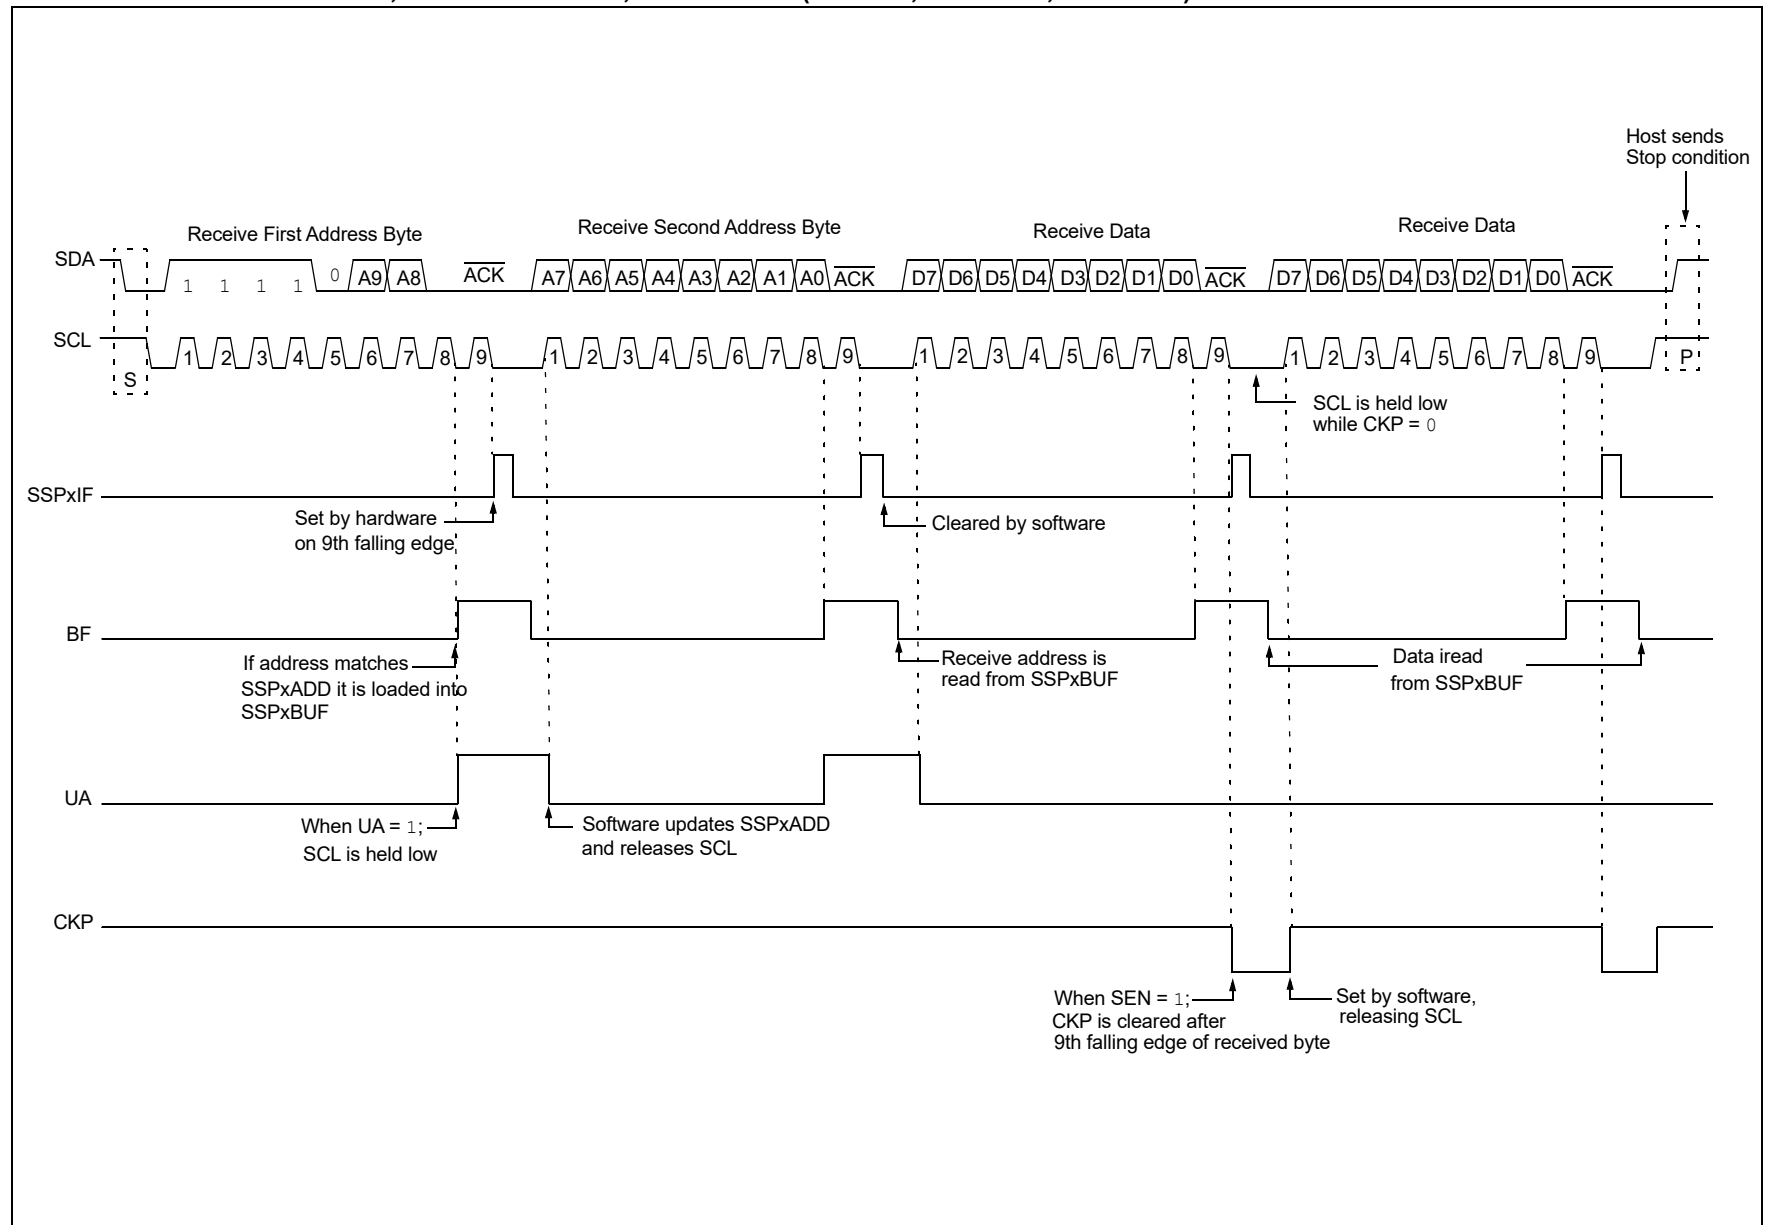 Host sends
Stop condition
Receive First Address Byte
Receive Second Address Byte
Receive Data
Receive Data
SDA
1 1 1 1 0 A9 A8 ACK A7 A6 A5 A4 A3 A2 A1 A0 ACK D7 D6 D5 D4 D3 D2 D1 D0 ACK D7 D6 D5 D4 D3 D2 D1 D0 ACK
SCL
S 1 2 3 4 5 6 7 8 9 1 2 3 4 5 6 7 8 9 1 2 3 4 5 6 7 8 9 1 2 3 4 5 6 7 8 9 P
SCL is held low
while CKP = 0
SSPxIF
Set by hardware
on 9th falling edge
Cleared by software
BF
If address matches
SSPxADD it is loaded into
SSPxBUF
Receive address is
read from SSPxBUF
Data iread
from SSPxBUF
UA
When UA = 1;
SCL is held low
Software updates SSPxADD
and releases SCL
CKP
When SEN = 1;
CKP is cleared after
9th falling edge of received byte
Set by software,
releasing SCL